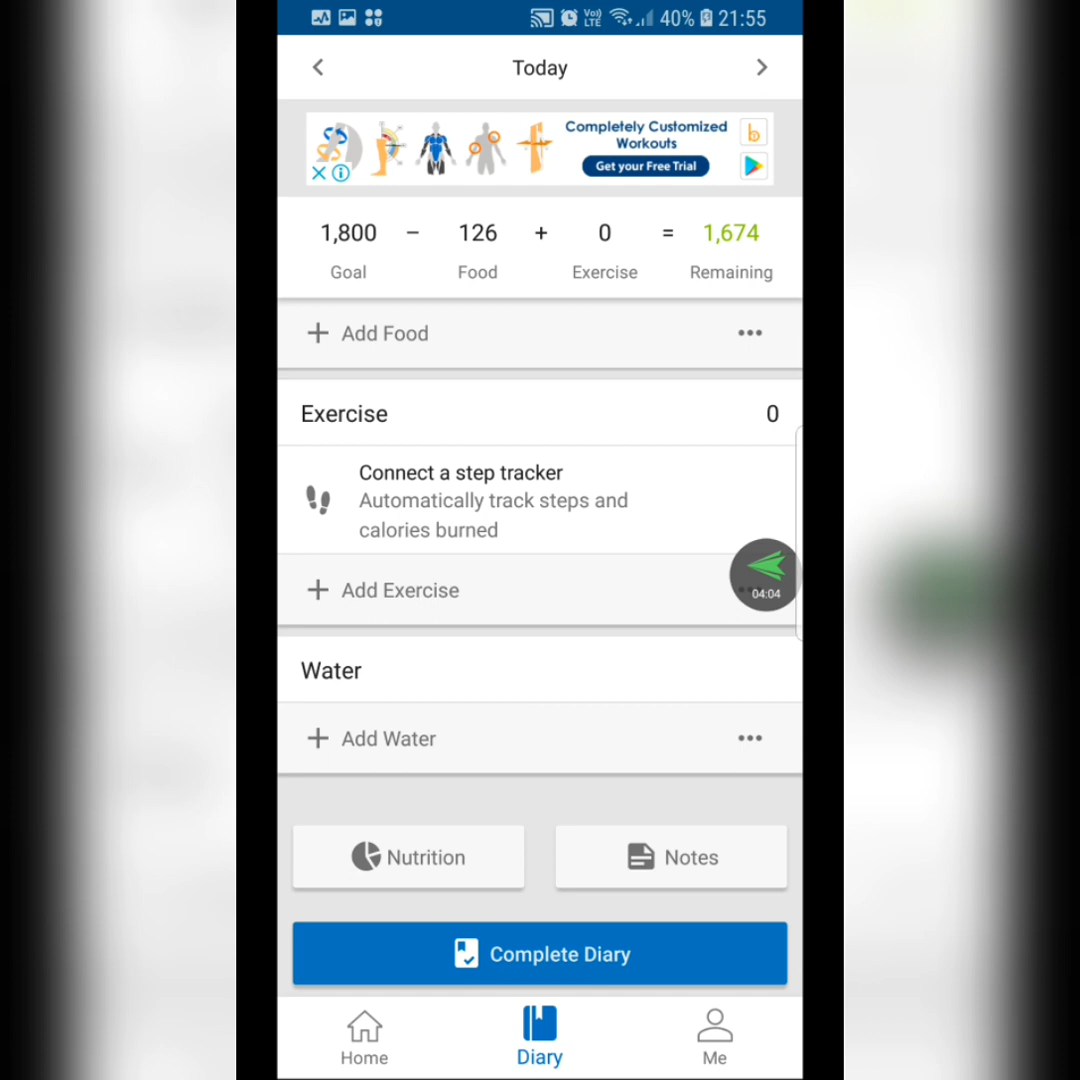 Vo)) LTE 40% 21:55
Today
Completely Customized
Workouts
Get your Free Trial
b
1,800 − 126 + 0 = 1,674
Goal Food Exercise Remaining
+ Add Food •••
Exercise 0
Connect a step tracker
Automatically track steps and
calories burned
+ Add Exercise
04:04
Water
+ Add Water •••
Nutrition Notes
Complete Diary
Home Diary Me